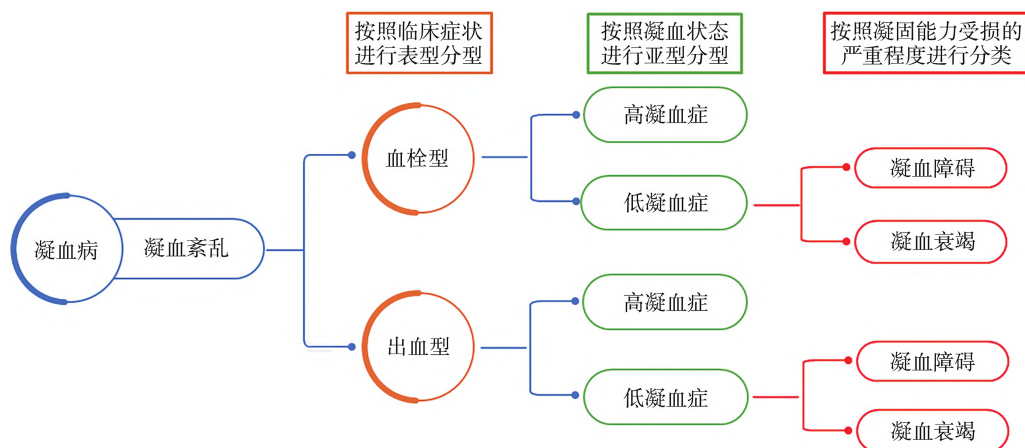 按照临床症状
进行表型分型
按照凝血状态
进行亚型分型
按照凝固能力受损的
严重程度进行分类
凝血病
凝血紊乱
血栓型
高凝血症
低凝血症
凝血障碍
凝血衰竭
出血型
高凝血症
低凝血症
凝血障碍
凝血衰竭